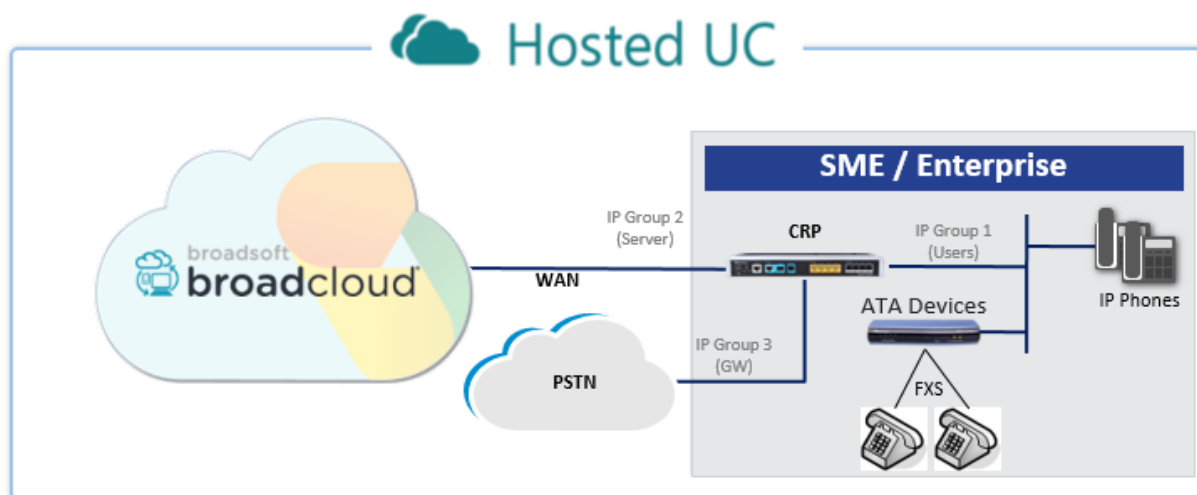 Hosted UC
SME / Enterprise
broadsoft
broadcloud
IP Group 2
(Server)
WAN
CRP
IP Group 1
(Users)
IP Phones
ATA Devices
IP Group 3
(GW)
PSTN
FXS